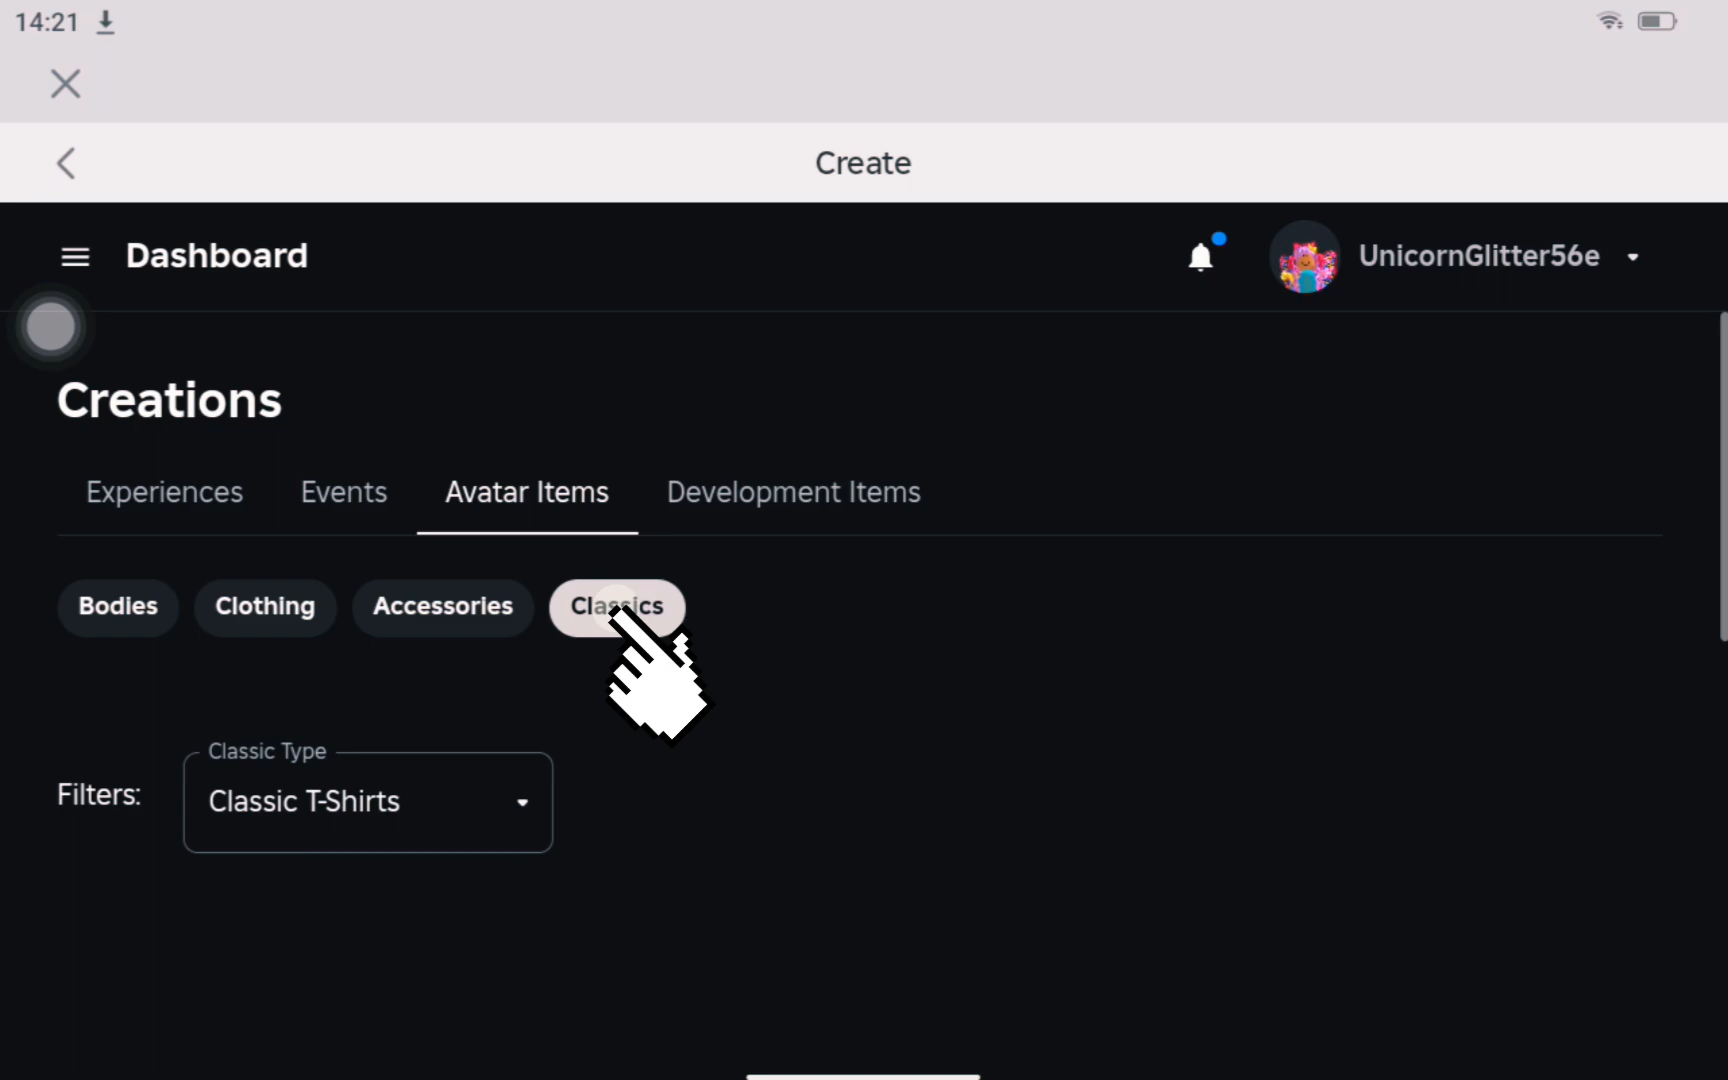 14:21
Create
Dashboard
UnicornGlitter56e
Creations
Experiences Events Avatar Items Development Items
Bodies Clothing Accessories Classics
Classic Type
Filters: Classic T-Shirts